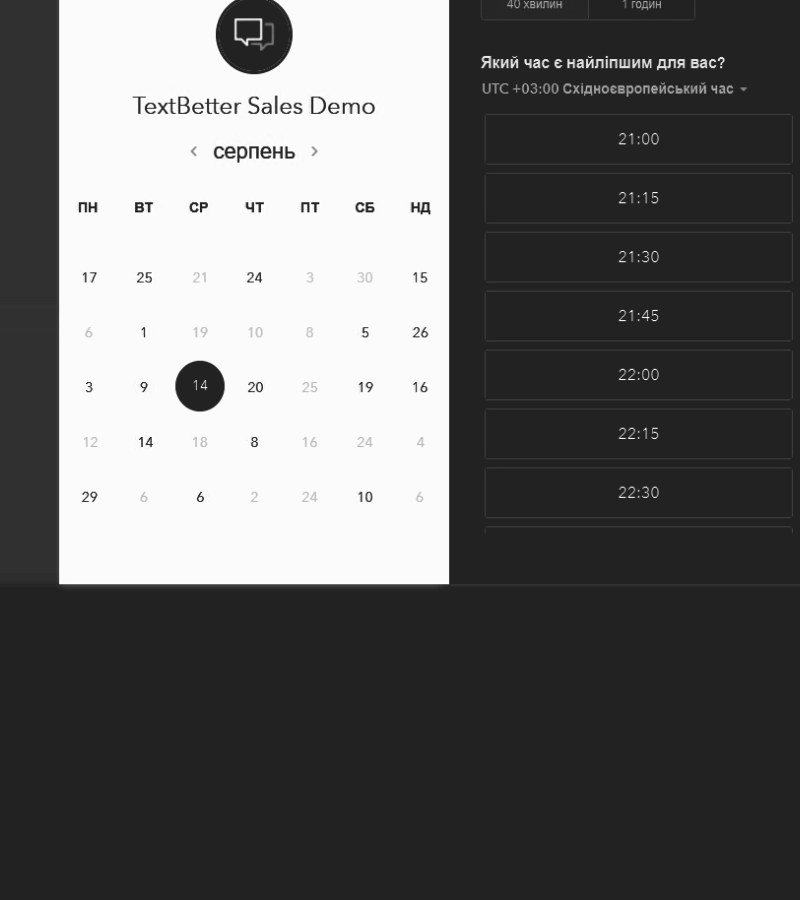 TextBetter Sales Demo
серпень
ПН ВТ СР ЧТ ПТ СБ НД
17 25 21 24 3 30 15
6 1 19 10 8 5 26
3 9 14 20 25 19 16
12 14 18 8 16 24 4
29 6 6 2 24 10 6
40 хвилин 1 годин
Який час є найліпшим для вас?
UTC +03:00 Східноєвропейський час
21:00
21:15
21:30
21:45
22:00
22:15
22:30